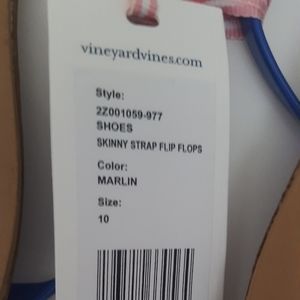 vineyardvines.com
Style:
2Z001059-977
SHOES
SKINNY STRAP FLIP FLOPS
Color:
MARLIN
Size:
10